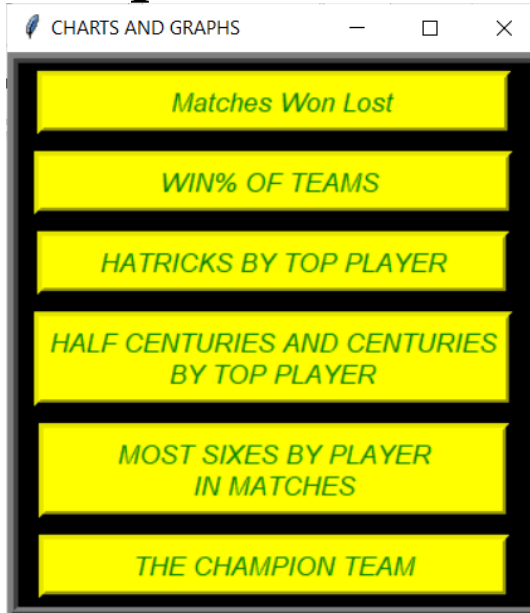 CHARTS AND GRAPHS
Matches Won Lost
WIN% OF TEAMS
HATRICKS BY TOP PLAYER
HALF CENTURIES AND CENTURIES
BY TOP PLAYER
MOST SIXES BY PLAYER
IN MATCHES
THE CHAMPION TEAM